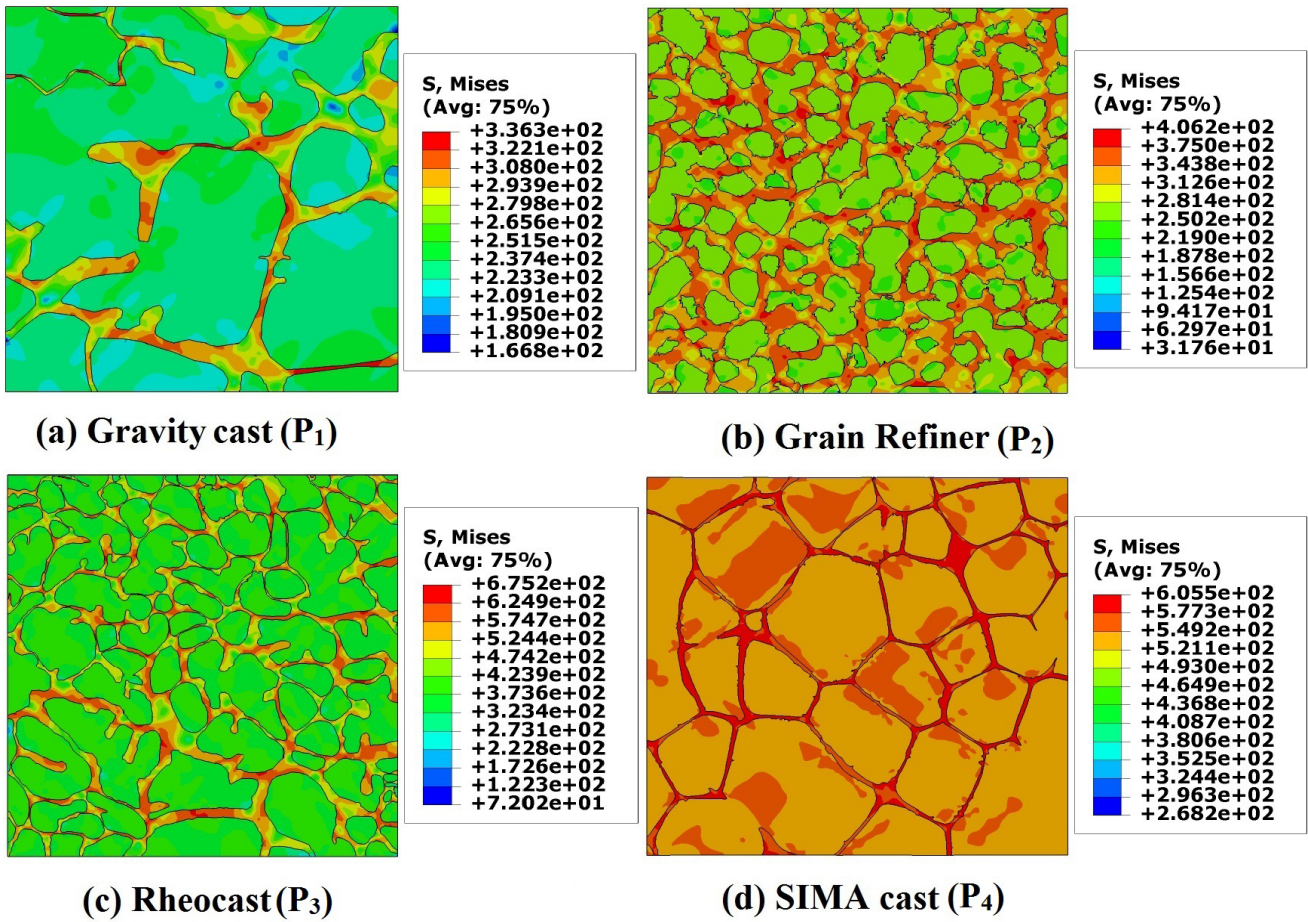 S, Mises
(Avg: 75%)
+3.363e+02
+3.221e+02
+3.080e+02
+2.939e+02
+2.798e+02
+2.656e+02
+2.515e+02
+2.374e+02
+2.233e+02
+2.091e+02
+1.950e+02
+1.809e+02
+1.668e+02
(a) Gravity cast (P₁)
S, Mises
(Avg: 75%)
+4.062e+02
+3.750e+02
+3.438e+02
+3.126e+02
+2.814e+02
+2.502e+02
+2.190e+02
+1.878e+02
+1.566e+02
+1.254e+02
+9.417e+01
+6.297e+01
+3.176e+01
(b) Grain Refiner (P₂)
S, Mises
(Avg: 75%)
+6.752e+02
+6.249e+02
+5.747e+02
+5.244e+02
+4.742e+02
+4.239e+02
+3.736e+02
+3.234e+02
+2.731e+02
+2.228e+02
+1.726e+02
+1.223e+02
+7.202e+01
(c) Rheocast (P₃)
S, Mises
(Avg: 75%)
+6.055e+02
+5.773e+02
+5.492e+02
+5.211e+02
+4.930e+02
+4.649e+02
+4.368e+02
+4.087e+02
+3.806e+02
+3.525e+02
+3.244e+02
+2.963e+02
+2.682e+02
(d) SIMA cast (P₄)